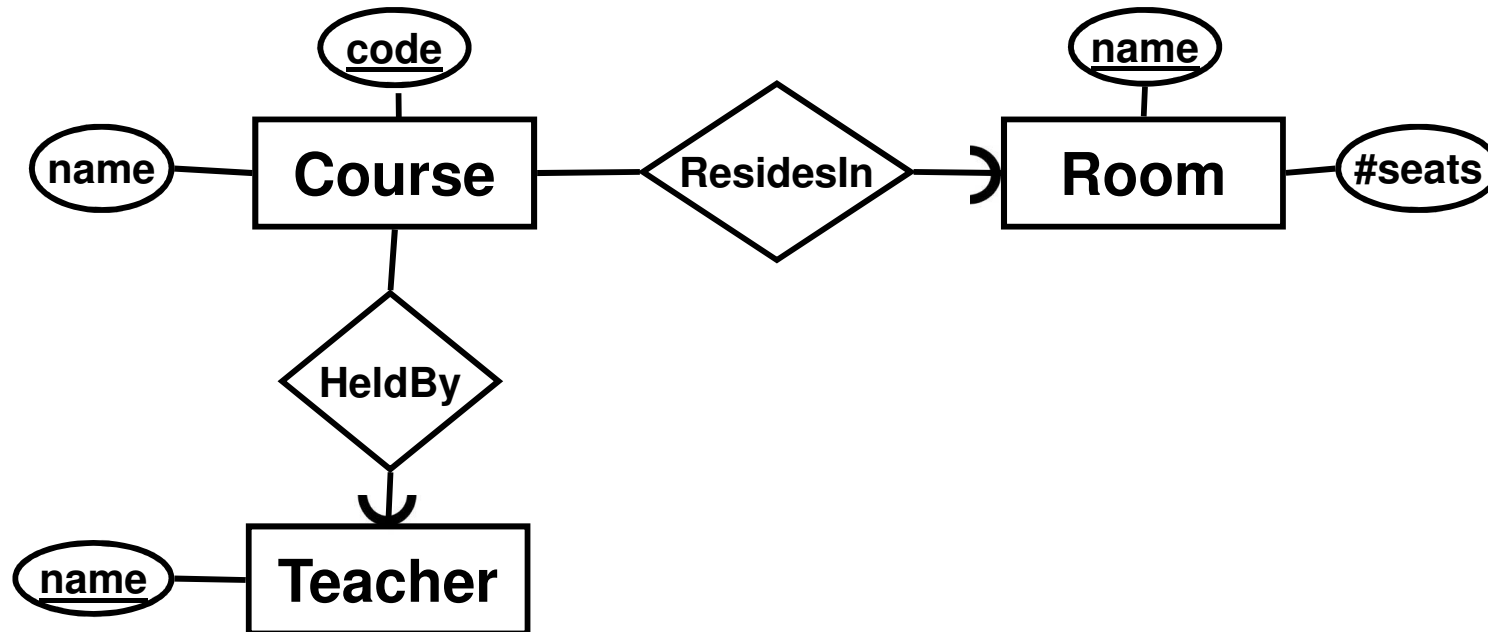 code
name
name
Course
ResidesIn
Room
#seats
HeldBy
name
Teacher